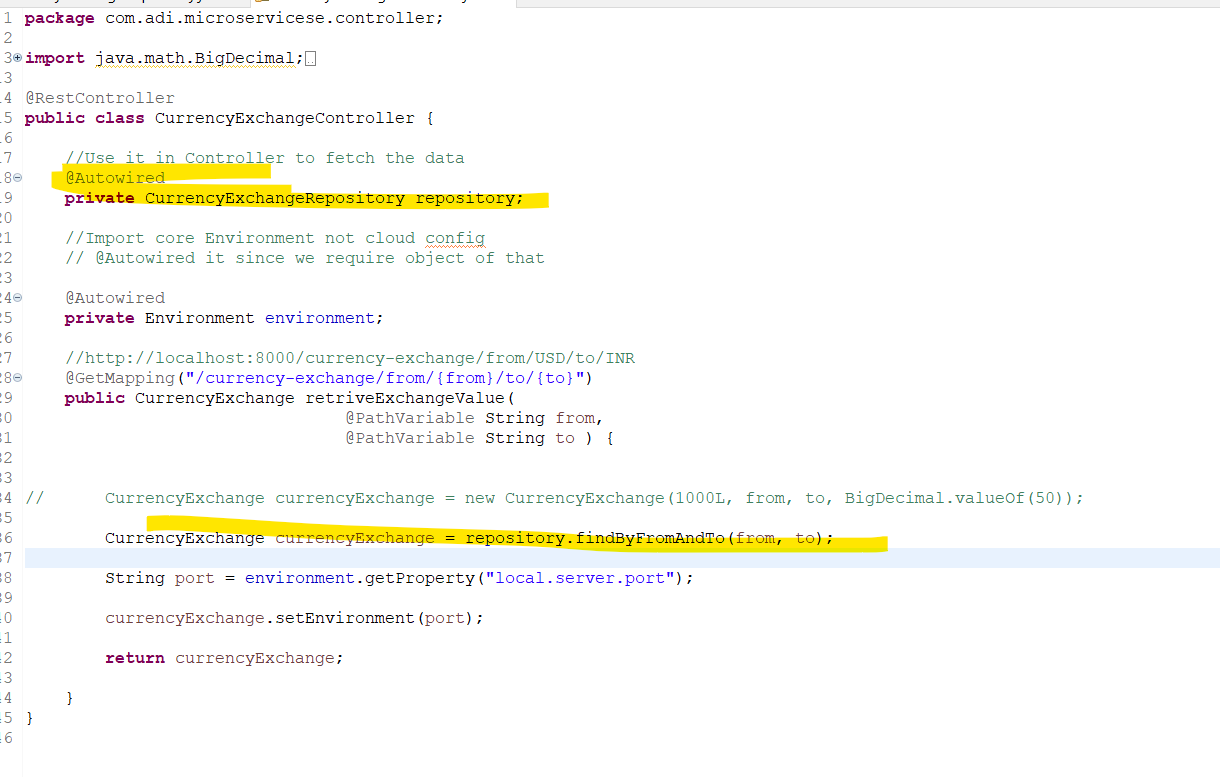 1 package com.adi.microservicese.controller;
2
3 import java.math.BigDecimal;
3
4 @RestController
5 public class CurrencyExchangeController {
6
7 //Use it in Controller to fetch the data
8 @Autowired
9 private CurrencyExchangeRepository repository;
20
21 //Import core Environment not cloud config
22 // @Autowired it since we require object of that
23
24 @Autowired
25 private Environment environment;
26
27 //http://localhost:8000/currency-exchange/from/USD/to/INR
28 @GetMapping("/currency-exchange/from/{from}/to/{to}")
29 public CurrencyExchange retriveExchangeValue(
30 @PathVariable String from,
31 @PathVariable String to ) {
32
33
34 // CurrencyExchange currencyExchange = new CurrencyExchange(1000L, from, to, BigDecimal.valueOf(50));
35
36 CurrencyExchange currencyExchange = repository.findByFromAndTo(from, to);
37
38 String port = environment.getProperty("local.server.port");
39
40 currencyExchange.setEnvironment(port);
41
42 return currencyExchange;
43
44 }
45 }
46